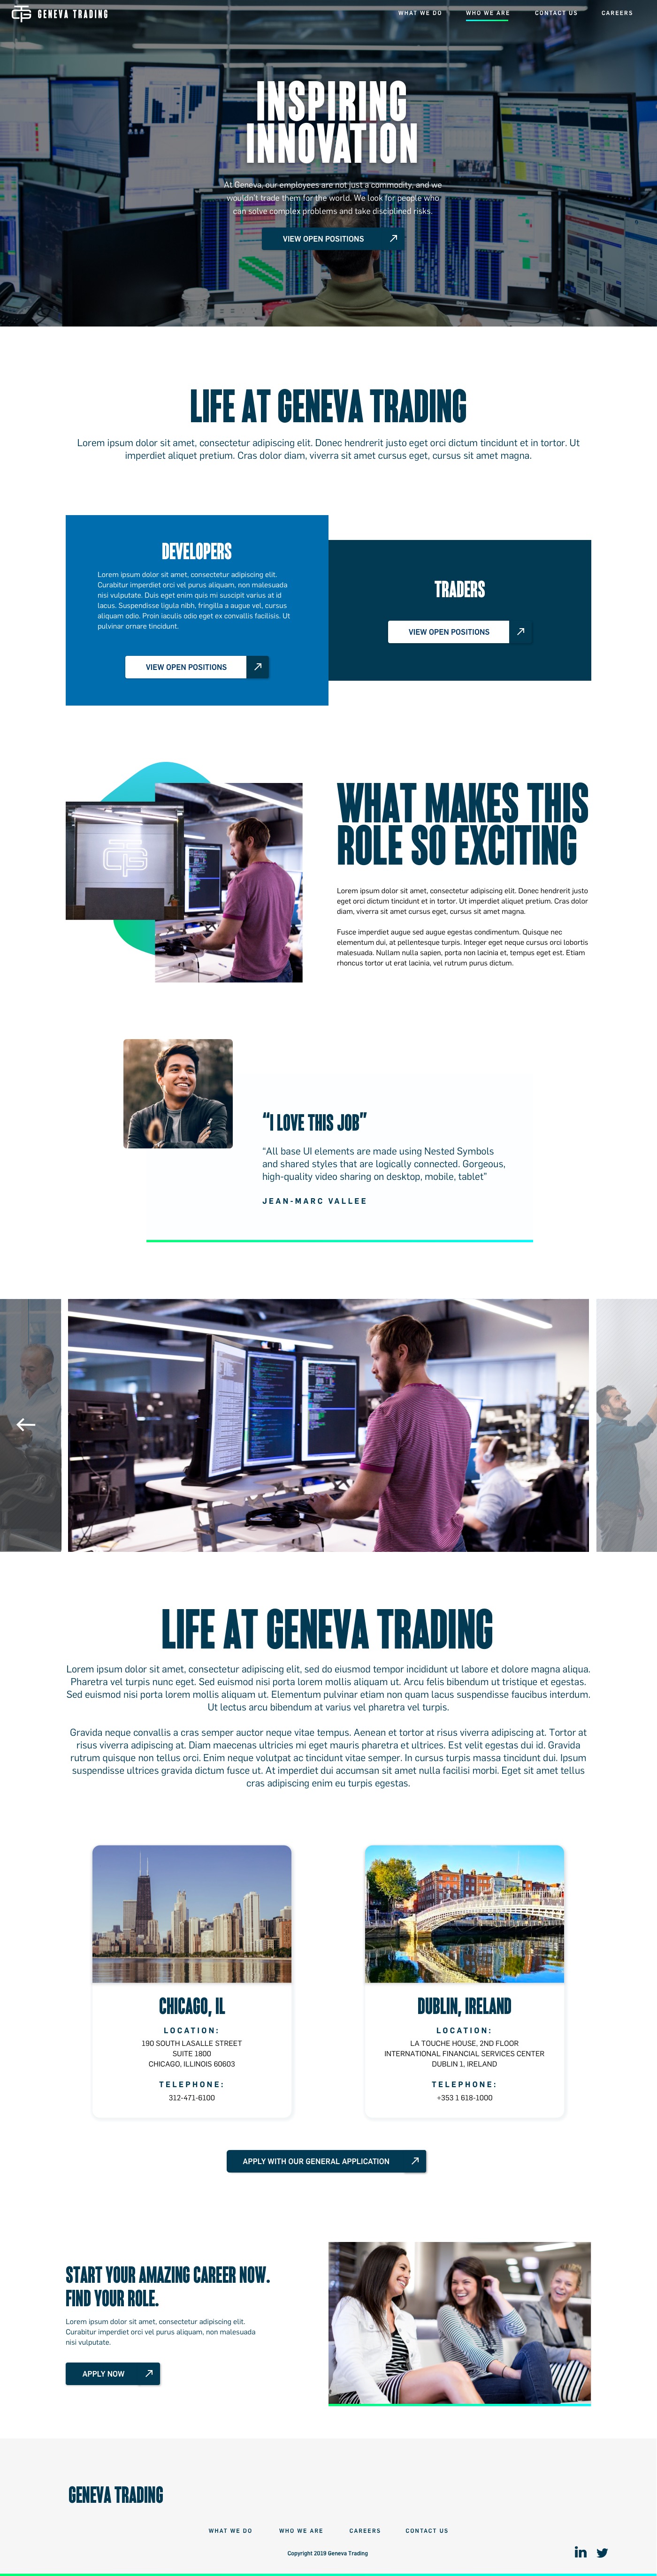 GENEVA TRADING
WHAT WE DO
WHO WE ARE
CONTACT US
CAREERS
INSPIRING
INNOVATION
At Geneva, our employees are not just a commodity, and we
wouldn't trade them for the world. We look for people who
can solve complex problems and take disciplined risks.
VIEW OPEN POSITIONS
LIFE AT GENEVA TRADING
Lorem ipsum dolor sit amet, consectetur adipiscing elit. Donec hendrerit justo eget orci dictum tincidunt et in tortor. Ut
imperdiet aliquet pretium. Cras dolor diam, viverra sit amet cursus eget, cursus sit amet magna.
DEVELOPERS
Lorem ipsum dolor sit amet, consectetur adipiscing elit.
Curabitur imperdiet orci vel purus aliquam, non malesuada
nisi vulputate. Duis eget enim quis mi suscipit varius at id
lacus. Suspendisse ligula nibh, fringilla a augue vel, cursus
aliquam odio. Proin iaculis odio eget ex convallis facilisis. Ut
pulvinar ornare tincidunt.
VIEW OPEN POSITIONS
TRADERS
VIEW OPEN POSITIONS
WHAT MAKES THIS
ROLE SO EXCITING
Lorem ipsum dolor sit amet, consectetur adipiscing elit. Donec hendrerit justo
eget orci dictum tincidunt et in tortor. Ut imperdiet aliquet pretium. Cras dolor
diam, viverra sit amet cursus eget, cursus sit amet magna.
Fusce imperdiet augue sed augue egestas condimentum. Quisque nec
elementum dui, at pellentesque turpis. Integer eget neque cursus orci lobortis
malesuada. Nullam nulla sapien, porta non lacinia et, tempus eget est. Etiam
rhoncus tortor ut erat lacinia, vel rutrum purus dictum.
"I LOVE THIS JOB"
"All base UI elements are made using Nested Symbols
and shared styles that are logically connected. Gorgeous,
high-quality video sharing on desktop, mobile, tablet"
JEAN-MARC VALLEE
LIFE AT GENEVA TRADING
Lorem ipsum dolor sit amet, consectetur adipiscing elit, sed do eiusmod tempor incididunt ut labore et dolore magna aliqua.
Pharetra vel turpis nunc eget. Sed euismod nisi porta lorem mollis aliquam ut. Arcu felis bibendum ut tristique et egestas.
Sed euismod nisi porta lorem mollis aliquam ut. Elementum pulvinar etiam non quam lacus suspendisse faucibus interdum.
Ut lectus arcu bibendum at varius vel pharetra vel turpis.
Gravida neque convallis a cras semper auctor neque vitae tempus. Aenean et tortor at risus viverra adipiscing at. Tortor at
risus viverra adipiscing at. Diam maecenas ultricies mi eget mauris pharetra et ultrices. Est velit egestas dui id. Gravida
rutrum quisque non tellus orci. Enim neque volutpat ac tincidunt vitae semper. In cursus turpis massa tincidunt dui. Ipsum
suspendisse ultrices gravida dictum fusce ut. At imperdiet dui accumsan sit amet nulla facilisi morbi. Eget sit amet tellus
cras adipiscing enim eu turpis egestas.
CHICAGO, IL
LOCATION:
190 SOUTH LASALLE STREET
SUITE 1800
CHICAGO, ILLINOIS 60603
TELEPHONE:
312-471-6100
DUBLIN, IRELAND
LOCATION:
LA TOUCHE HOUSE, 2ND FLOOR
INTERNATIONAL FINANCIAL SERVICES CENTER
DUBLIN 1, IRELAND
TELEPHONE:
+353 1 618-1000
APPLY WITH OUR GENERAL APPLICATION
START YOUR AMAZING CAREER NOW.
FIND YOUR ROLE.
Lorem ipsum dolor sit amet, consectetur adipiscing elit.
Curabitur imperdiet orci vel purus aliquam, non malesuada
nisi vulputate.
APPLY NOW
GENEVA TRADING
WHAT WE DO
WHO WE ARE
CAREERS
CONTACT US
Copyright 2019 Geneva Trading